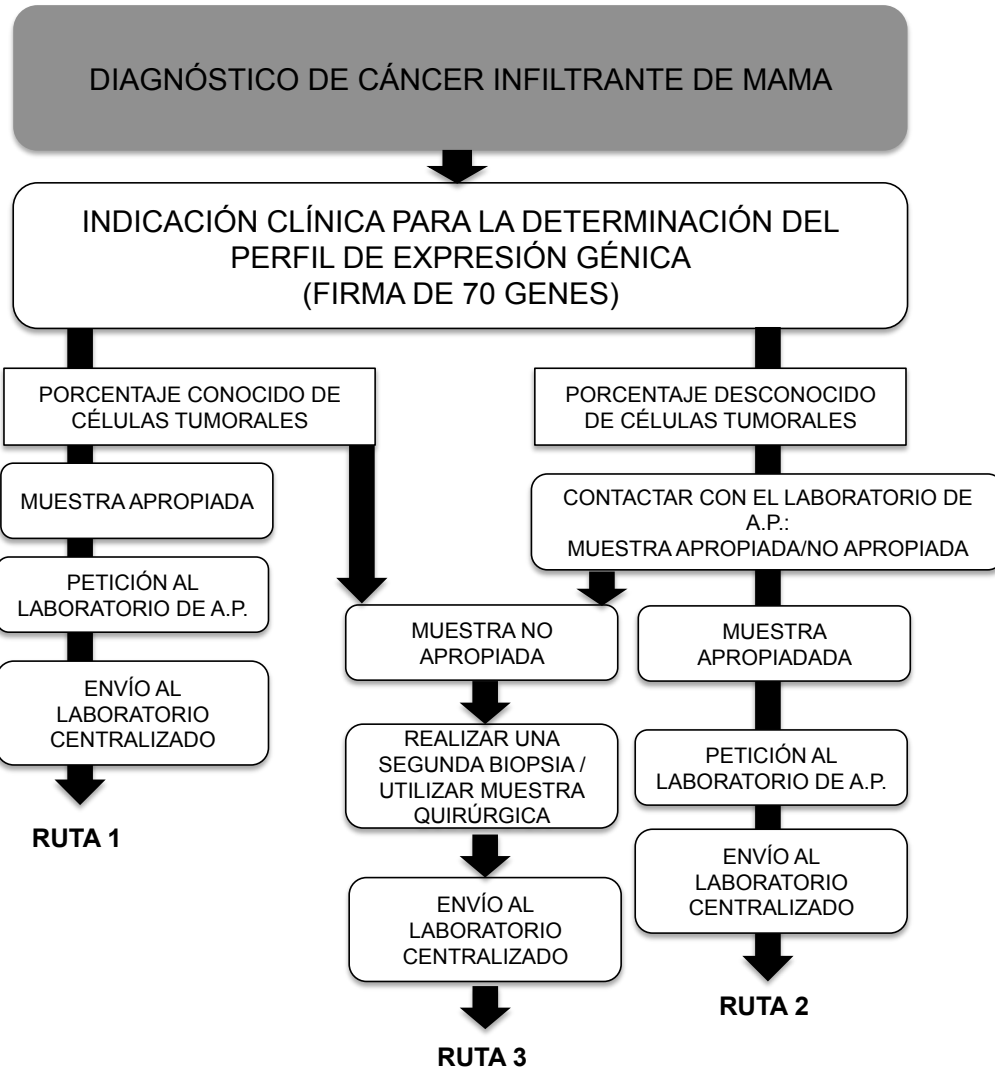 DIAGNÓSTICO DE CÁNCER INFILTRANTE DE MAMA
INDICACIÓN CLÍNICA PARA LA DETERMINACIÓN DEL
PERFIL DE EXPRESIÓN GÉNICA
(FIRMA DE 70 GENES)
PORCENTAJE CONOCIDO DE
CÉLULAS TUMORALES
MUESTRA APROPIADA
PETICIÓN AL
LABORATORIO DE A.P.
ENVÍO AL
LABORATORIO
CENTRALIZADO
RUTA 1
PORCENTAJE DESCONOCIDO
DE CÉLULAS TUMORALES
CONTACTAR CON EL LABORATORIO DE
A.P.:
MUESTRA APROPIADA/NO APROPIADA
MUESTRA NO
APROPIADA
REALIZAR UNA
SEGUNDA BIOPSIA /
UTILIZAR MUESTRA
QUIRÚRGICA
ENVÍO AL
LABORATORIO
CENTRALIZADO
RUTA 3
MUESTRA
APROPIADADA
PETICIÓN AL
LABORATORIO DE A.P.
ENVÍO AL
LABORATORIO
CENTRALIZADO
RUTA 2